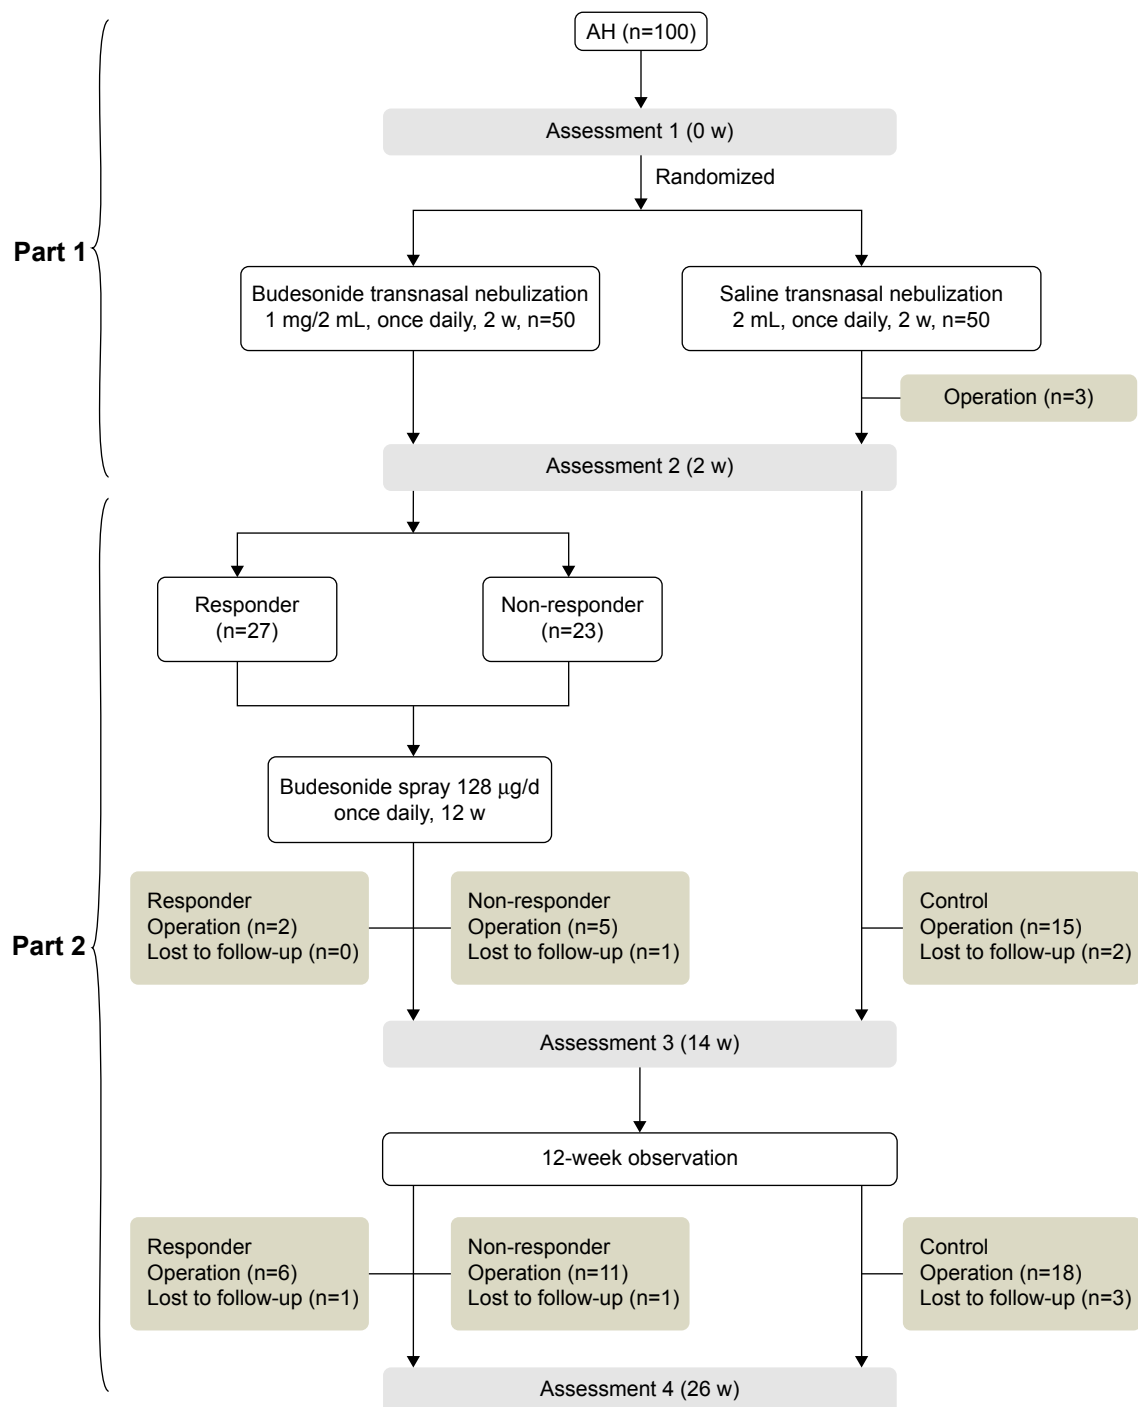 AH (n=100)
Assessment 1 (0 w)
Randomized
Part 1
Budesonide transnasal nebulization
1 mg/2 mL, once daily, 2 w, n=50
Saline transnasal nebulization
2 mL, once daily, 2 w, n=50
Operation (n=3)
Assessment 2 (2 w)
Responder
(n=27)
Non-responder
(n=23)
Budesonide spray 128 μg/d
once daily, 12 w
Part 2
Responder
Operation (n=2)
Lost to follow-up (n=0)
Non-responder
Operation (n=5)
Lost to follow-up (n=1)
Control
Operation (n=15)
Lost to follow-up (n=2)
Assessment 3 (14 w)
12-week observation
Responder
Operation (n=6)
Lost to follow-up (n=1)
Non-responder
Operation (n=11)
Lost to follow-up (n=1)
Control
Operation (n=18)
Lost to follow-up (n=3)
Assessment 4 (26 w)